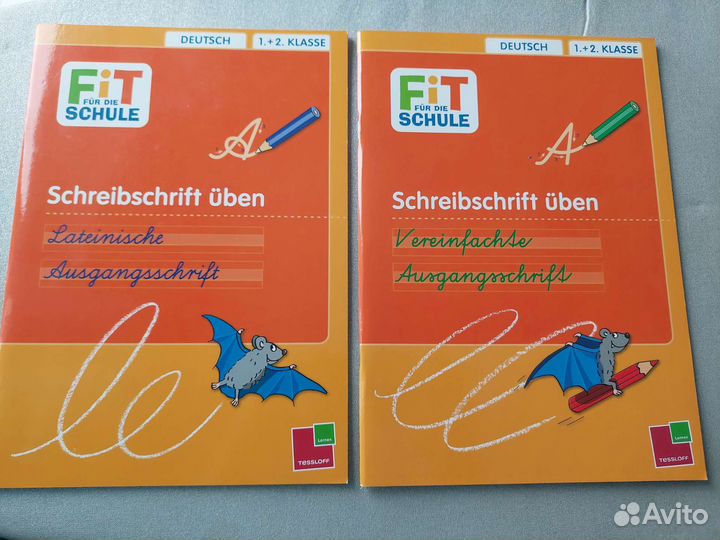 DEUTSCH 1. + 2. KLASSE
FiT
FÜR DIE
SCHULE
A
Schreibschrift üben
Lateinische
Ausgangsschrift
le
Lernen
TESSLOFF
DEUTSCH 1. + 2. KLASSE
FiT
FÜR DIE
SCHULE
A
Schreibschrift üben
Vereinfachte
Ausgangsschrift
Lernen
TESSLOFF
Avito